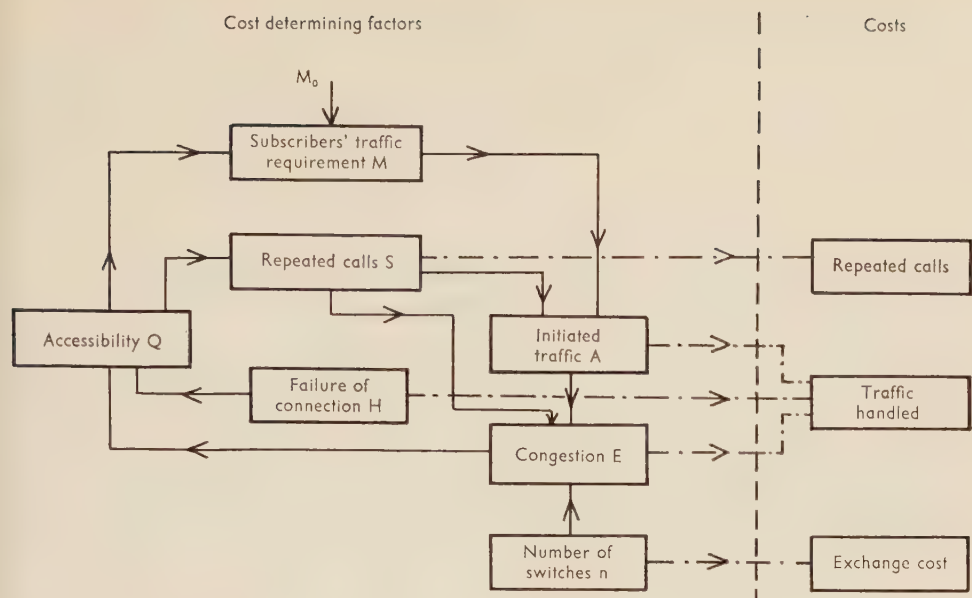 Cost determining factors
Costs
M₀
Subscribers' traffic
requirement M
Repeated calls S
Repeated calls
Accessibility Q
Initiated
traffic A
Failure of
connection H
Traffic
handled
Congestion E
Number of
switches n
Exchange cost